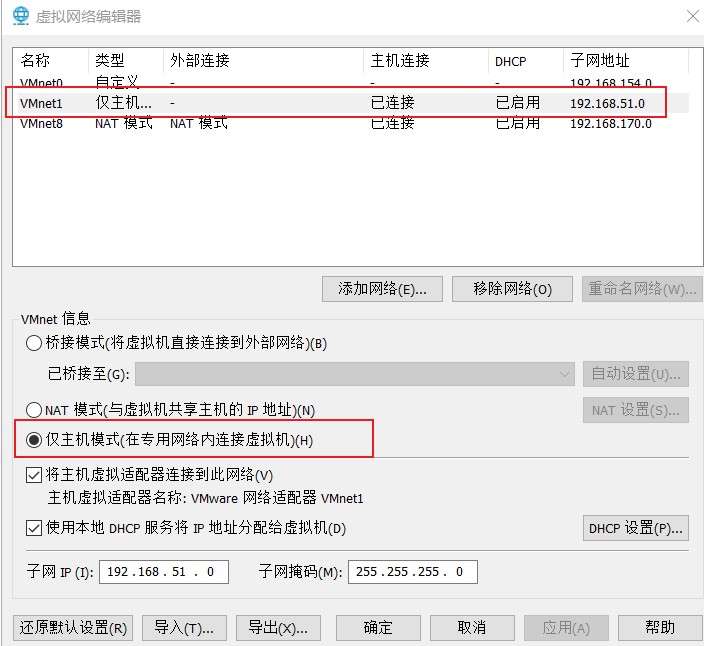 虚拟网络编辑器
名称 类型 外部连接 主机连接 DHCP 子网地址
VMnet0 自定义 - - - 192.168.154.0
VMnet1 仅主机... - 已连接 已启用 192.168.51.0
VMnet8 NAT 模式 NAT 模式 已连接 已启用 192.168.170.0
添加网络(E)... 移除网络(O) 重命名网络(W)...
VMnet 信息
桥接模式(将虚拟机直接连接到外部网络)(B)
已桥接至(G): 自动设置(U)...
NAT 模式(与虚拟机共享主机的 IP 地址)(N) NAT 设置(S)...
仅主机模式(在专用网络内连接虚拟机)(H)
将主机虚拟适配器连接到此网络(V)
主机虚拟适配器名称: VMware 网络适配器 VMnet1
使用本地 DHCP 服务将 IP 地址分配给虚拟机(D) DHCP 设置(P)...
子网 IP (I): 192 . 168 . 51 . 0 子网掩码(M): 255 . 255 . 255 . 0
还原默认设置(R) 导入(T)... 导出(X)... 确定 取消 应用(A) 帮助